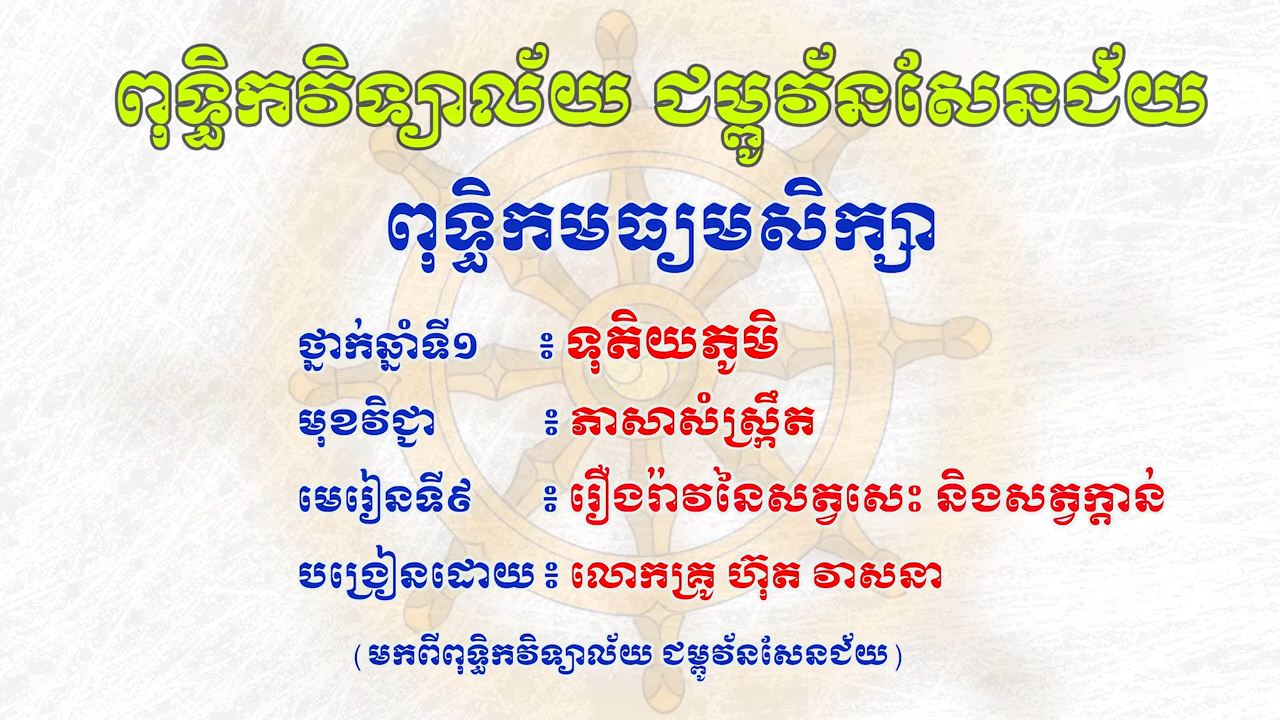 ពុទ្ធិកវិទ្យាល័យ ជម្ពូវ័នសែនជ័យ
ពុទ្ធិកមធ្យមសិក្សា
ថ្នាក់ឆ្នាំទី១ ៖ ទុតិយភូមិ
មុខវិជ្ជា ៖ ភាសាសំស្ក្រឹត
មេរៀនទី៩ ៖ រឿងរ៉ាវនៃសត្វសេះ និងសត្វក្តាន់
បង្រៀនដោយ ៖ លោកគ្រូ ហ៊ុត វាសនា
(មកពីពុទ្ធិកវិទ្យាល័យ ជម្ពូវ័នសែនជ័យ)